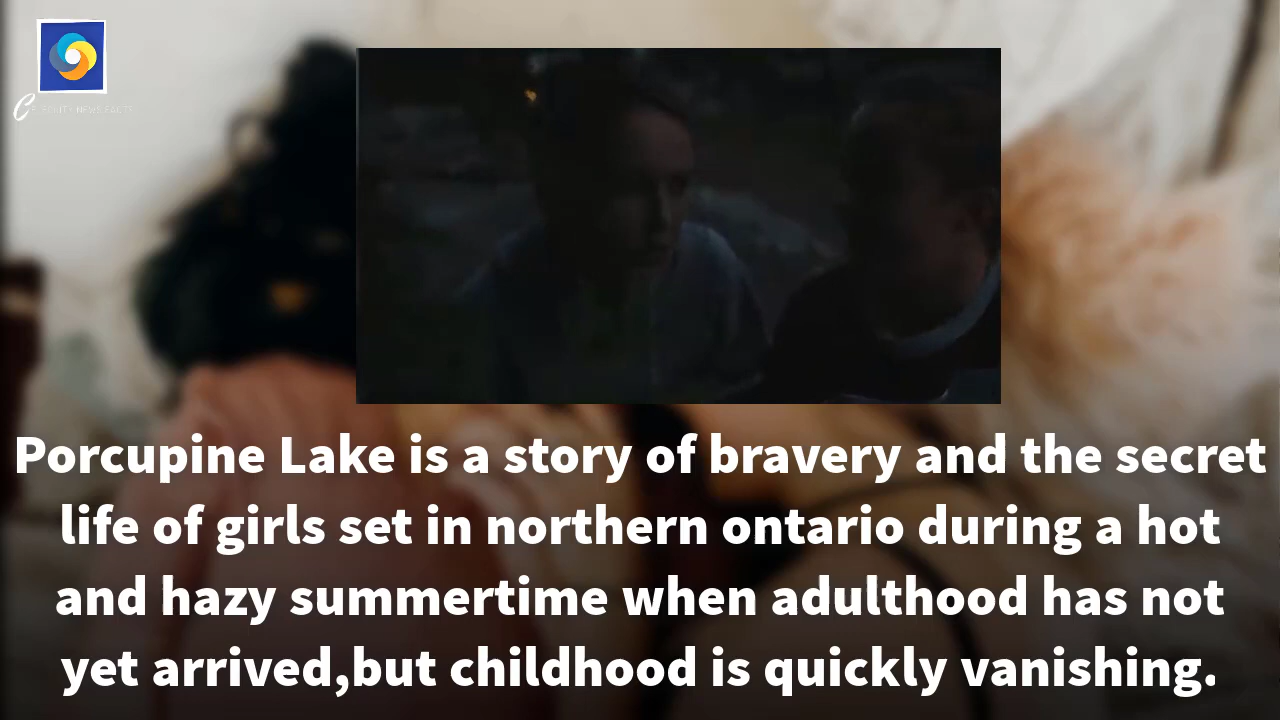 Porcupine Lake is a story of bravery and the secret
life of girls set in northern ontario during a hot
and hazy summertime when adulthood has not
yet arrived,but childhood is quickly vanishing.